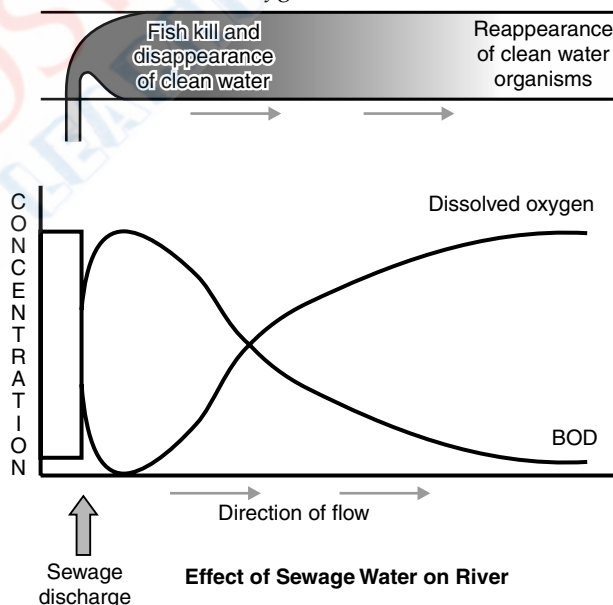 Fish kill and
disappearance
of clean water
Reappearance
of clean water
organisms
CONCENTRATION
Dissolved oxygen
BOD
Direction of flow
Sewage
discharge
Effect of Sewage Water on River